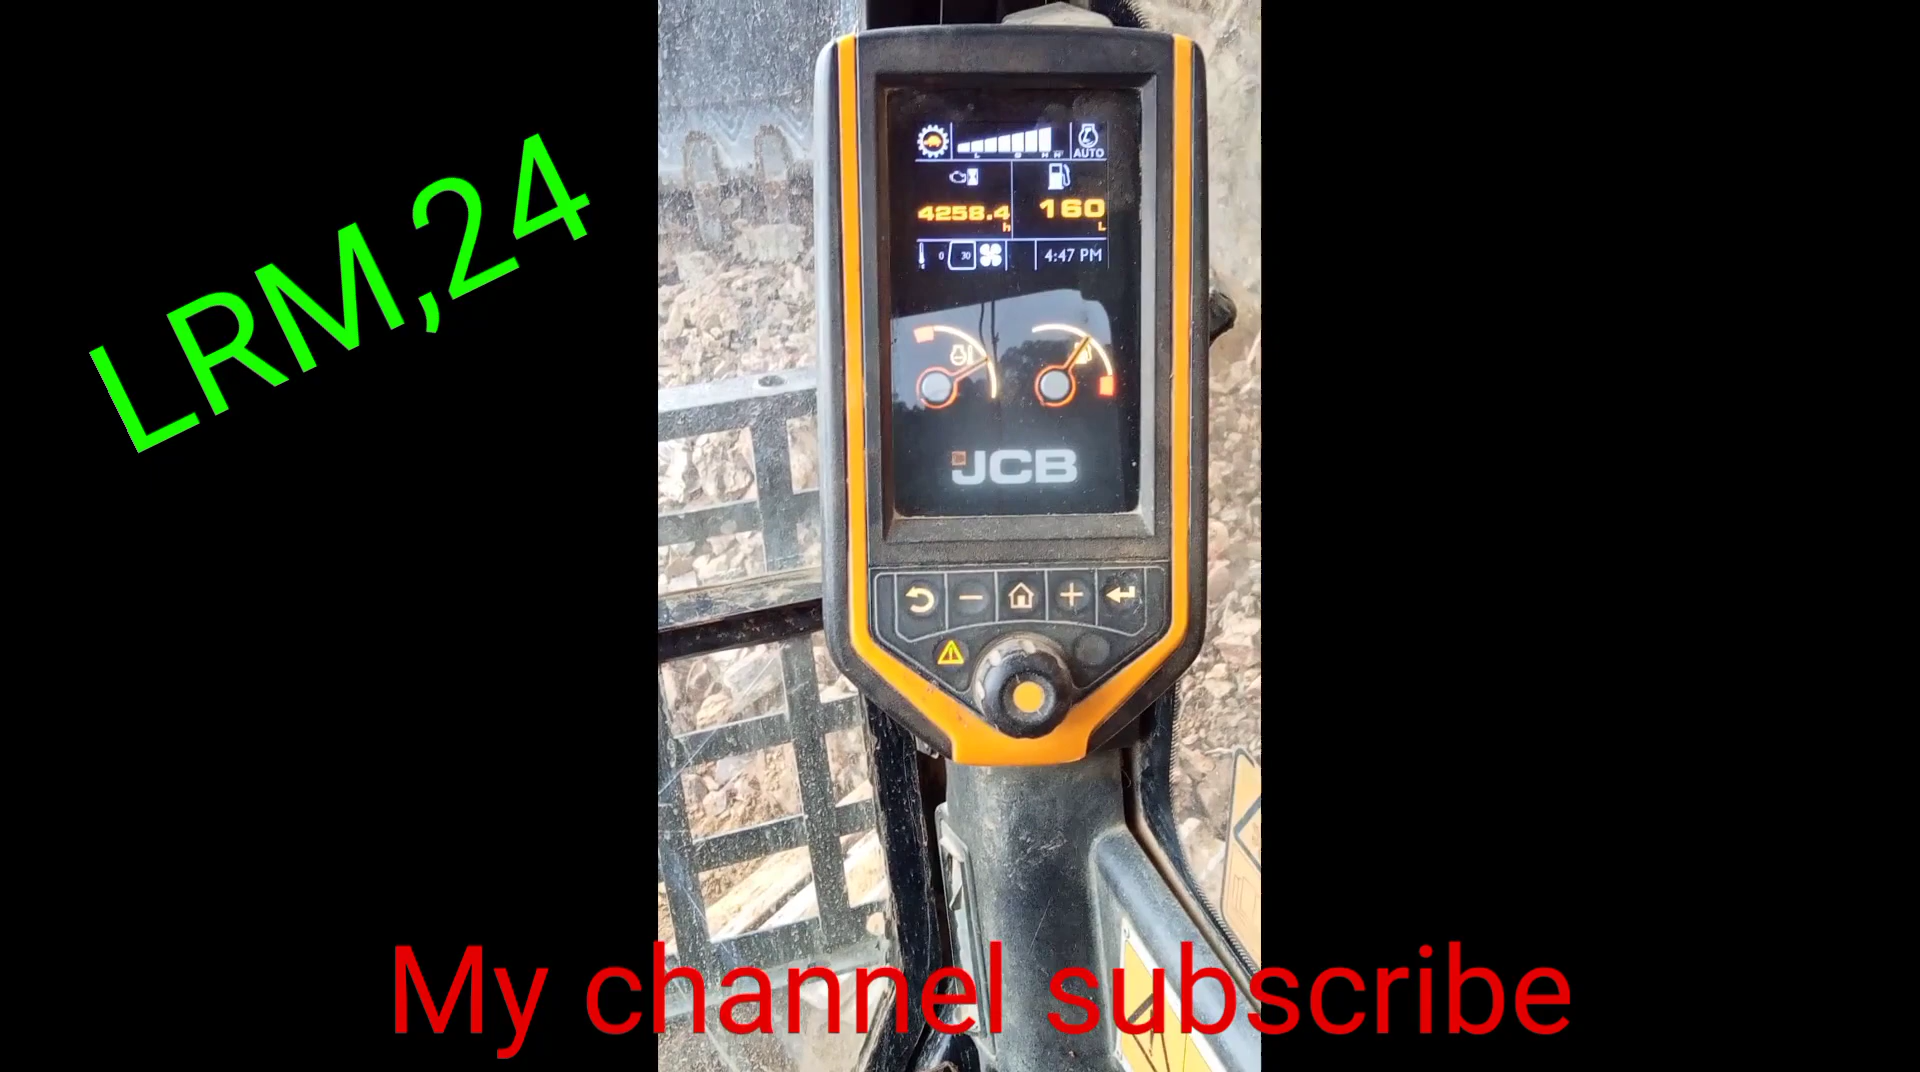 LRM,24
L G H H+
AUTO
4258.4
h
160
L
0 30
4:47 PM
JCB
My channel subscribe